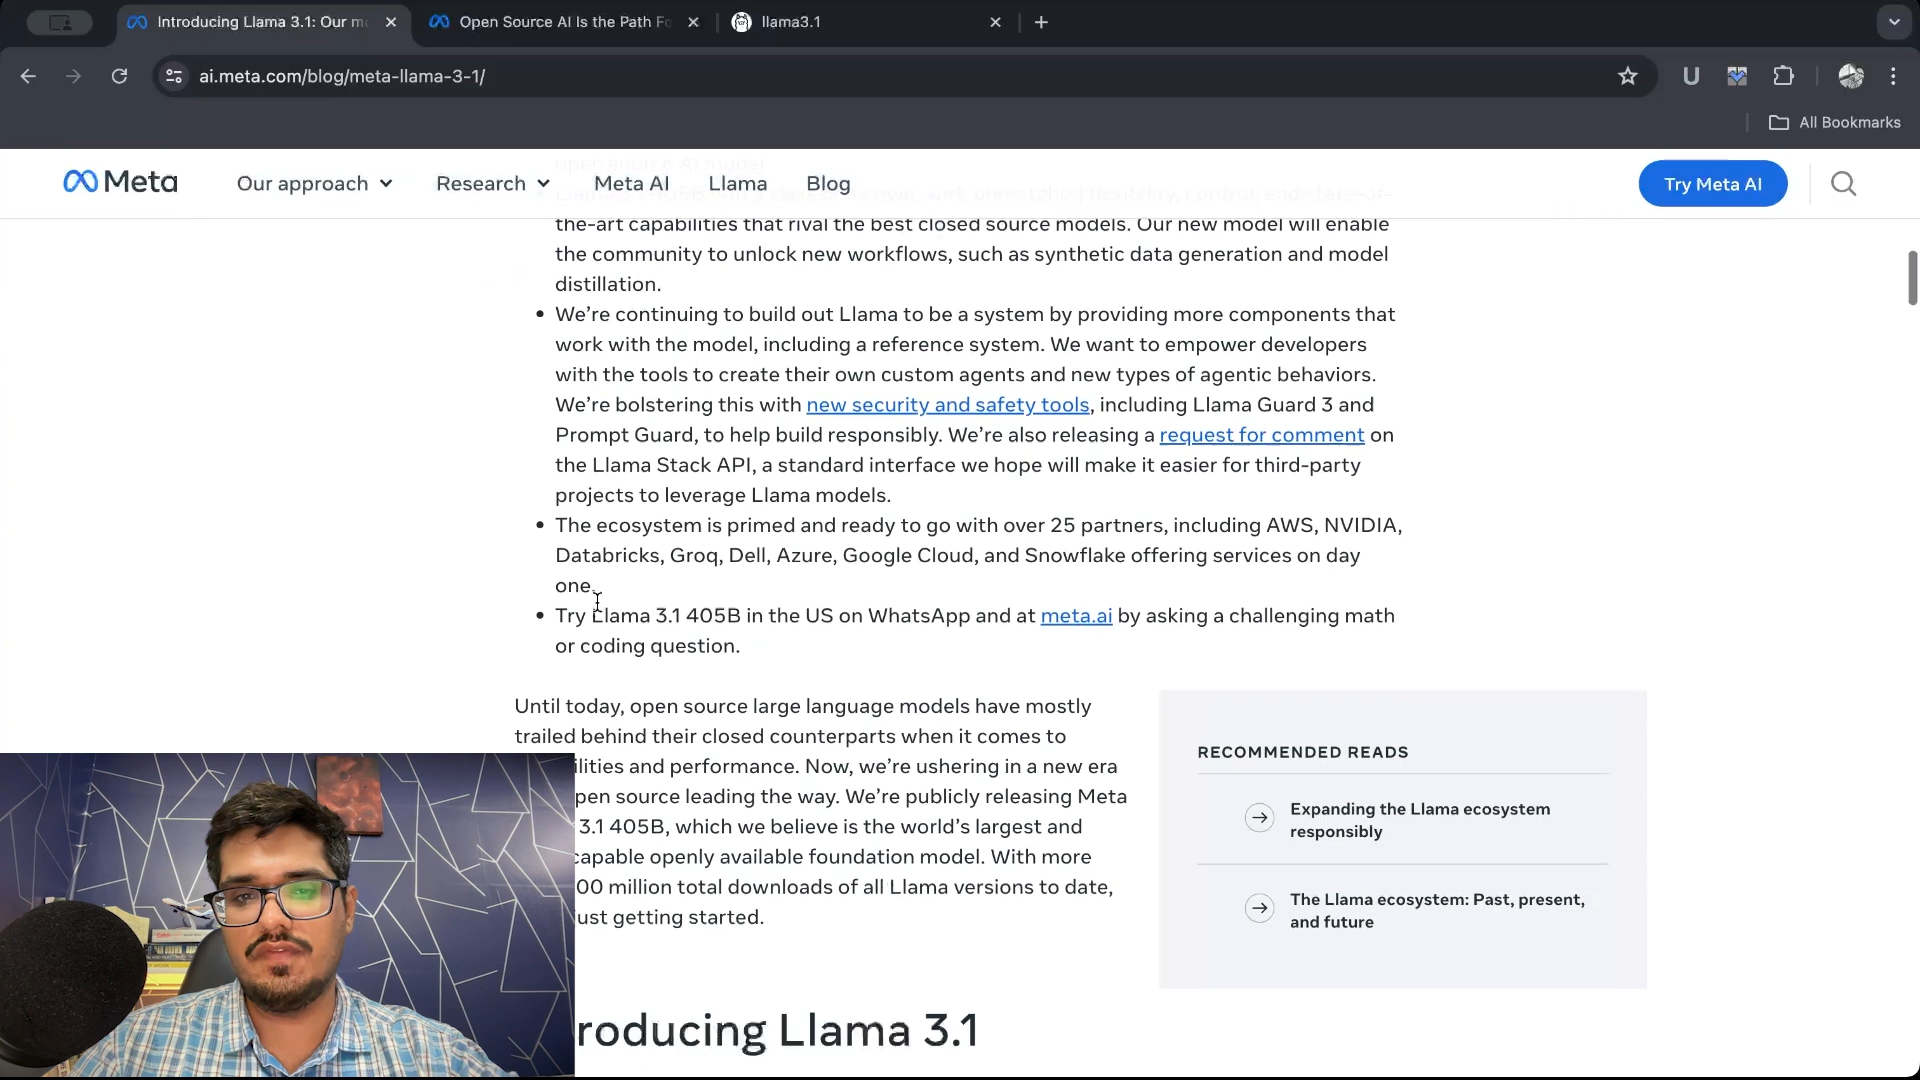 Introducing Llama 3.1: Our m
Open Source AI Is the Path Fo
llama3.1
ai.meta.com/blog/meta-llama-3-1/
U
All Bookmarks
Meta
Our approach
Research
Meta AI
Llama
Blog
Try Meta AI
open source AI model
the-art capabilities that rival the best closed source models. Our new model will enable
the community to unlock new workflows, such as synthetic data generation and model
distillation.
• We’re continuing to build out Llama to be a system by providing more components that
work with the model, including a reference system. We want to empower developers
with the tools to create their own custom agents and new types of agentic behaviors.
We’re bolstering this with new security and safety tools, including Llama Guard 3 and
Prompt Guard, to help build responsibly. We’re also releasing a request for comment on
the Llama Stack API, a standard interface we hope will make it easier for third-party
projects to leverage Llama models.
• The ecosystem is primed and ready to go with over 25 partners, including AWS, NVIDIA,
Databricks, Groq, Dell, Azure, Google Cloud, and Snowflake offering services on day
one.
• Try Llama 3.1 405B in the US on WhatsApp and at meta.ai by asking a challenging math
or coding question.
Until today, open source large language models have mostly
trailed behind their closed counterparts when it comes to
ilities and performance. Now, we’re ushering in a new era
pen source leading the way. We’re publicly releasing Meta
3.1 405B, which we believe is the world’s largest and
capable openly available foundation model. With more
00 million total downloads of all Llama versions to date,
ust getting started.
RECOMMENDED READS
Expanding the Llama ecosystem
responsibly
The Llama ecosystem: Past, present,
and future
roducing Llama 3.1